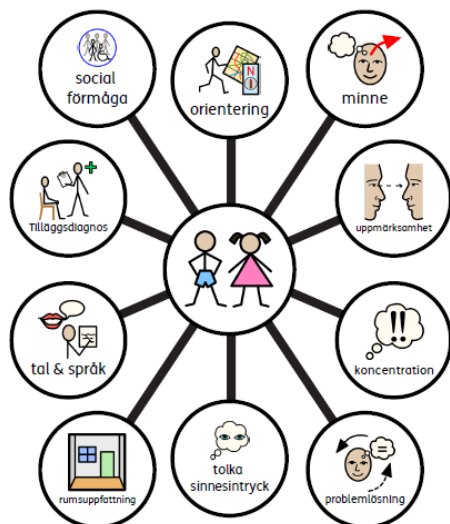 social
förmåga
orientering
N
minne
Tilläggsdiagnos
uppmärksamhet
tal & språk
!!
koncentration
rumsuppfattning
tolka
sinnesintryck
=
problemlösning